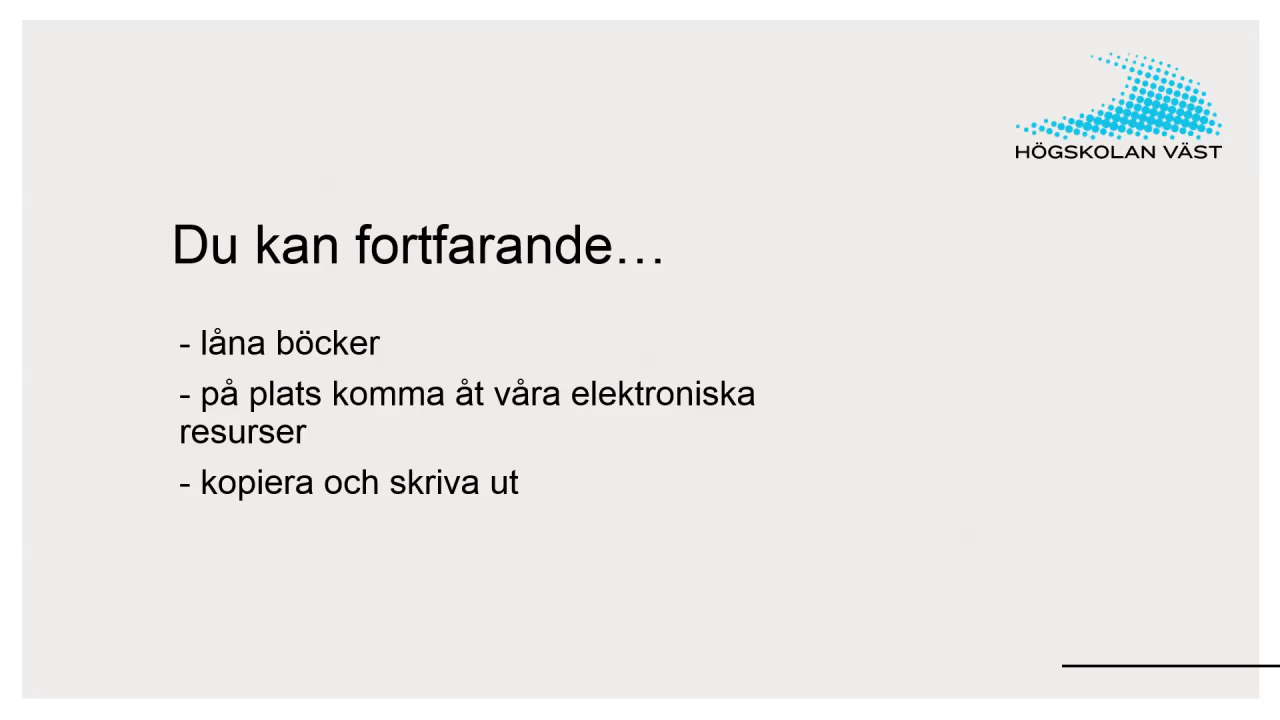 HÖGSKOLAN VÄST
Du kan fortfarande…
- låna böcker
- på plats komma åt våra elektroniska
resurser
- kopiera och skriva ut